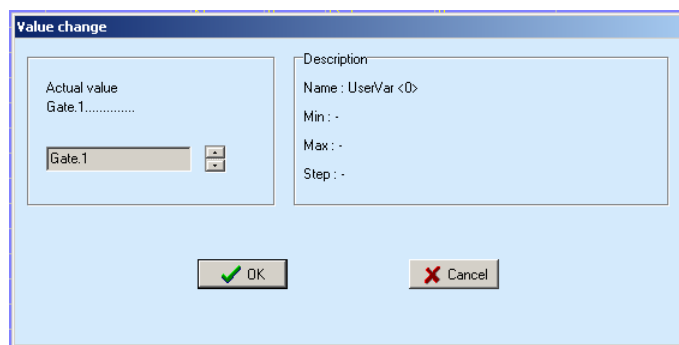 Value change
Actual value
Gate.1..............
Gate.1
Description
Name : UserVar <0>
Min : -
Max : -
Step : -
OK
Cancel